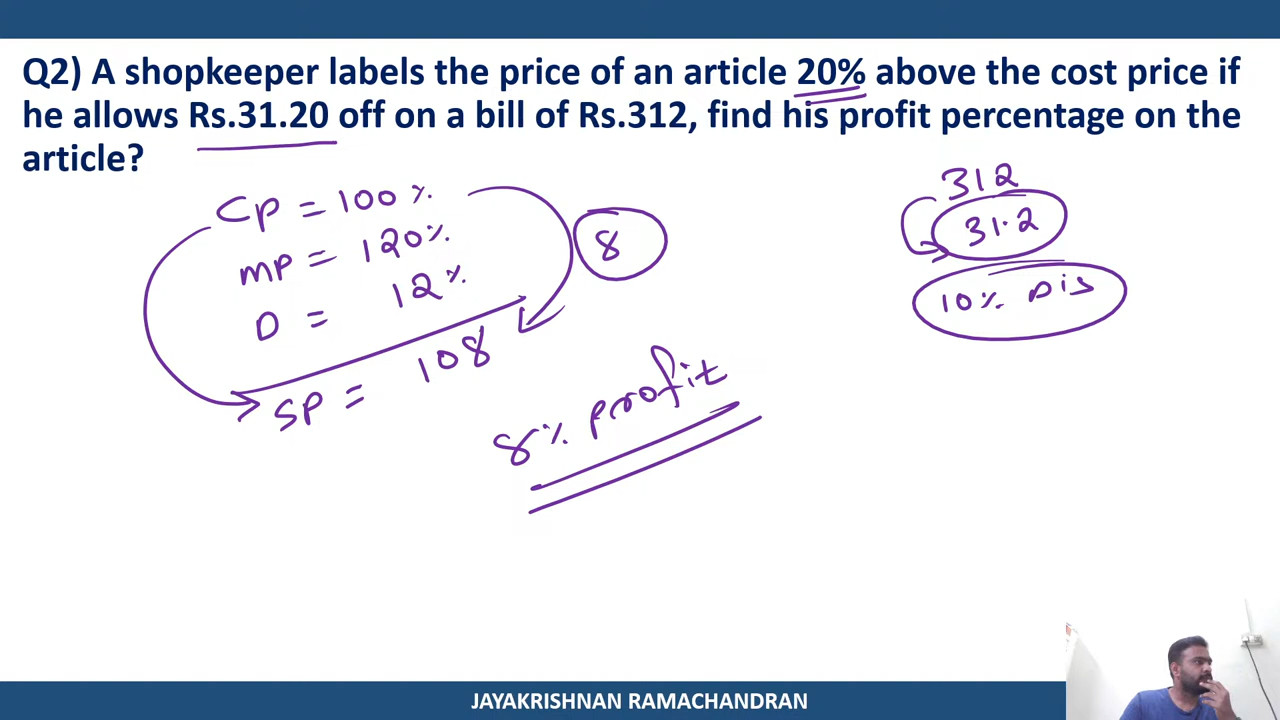 Q2) A shopkeeper labels the price of an article 20% above the cost price if
he allows Rs.31.20 off on a bill of Rs.312, find his profit percentage on the
article?
CP = 100%
MP = 120%
D = 12%
SP = 108
8
8% profit
312
31.2
10% Dis
JAYAKRISHNAN RAMACHANDRAN